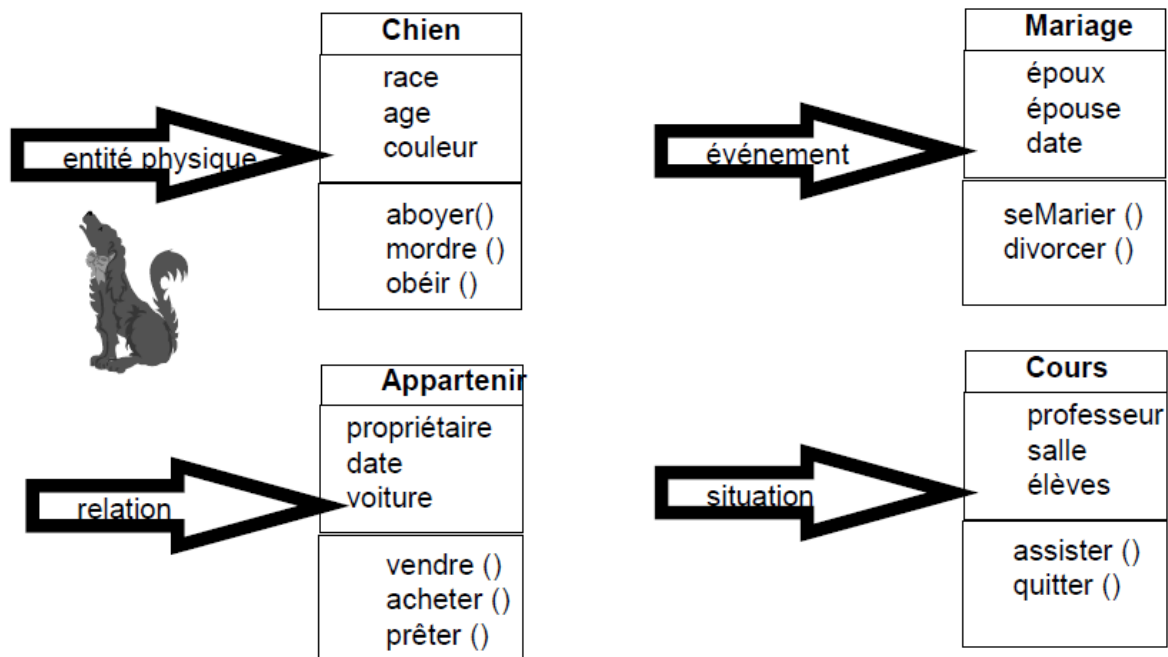 entité physique
Chien
race
age
couleur
aboyer()
mordre ()
obéir ()
événement
Mariage
époux
épouse
date
seMarier ()
divorcer ()
relation
Appartenir
propriétaire
date
voiture
vendre ()
acheter ()
prêter ()
situation
Cours
professeur
salle
élèves
assister ()
quitter ()